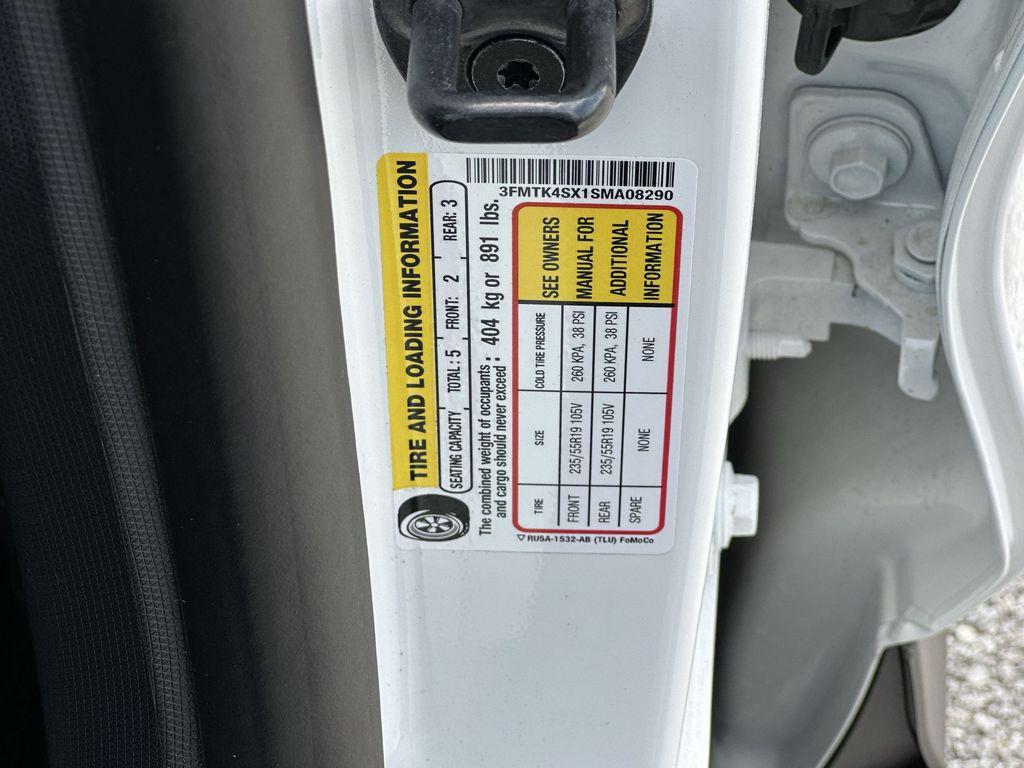 3FMTK4SX1SMA08290
TIRE AND LOADING INFORMATION
SEATING CAPACITY TOTAL: 5 FRONT: 2 REAR: 3
The combined weight of occupants
and cargo should never exceed: 404 kg or 891 lbs.
TIRE SIZE COLD TIRE PRESSURE
FRONT 235/55R19 105V 260 KPA, 38 PSI
REAR 235/55R19 105V 260 KPA, 38 PSI
SPARE NONE NONE
SEE OWNERS
MANUAL FOR
ADDITIONAL
INFORMATION
RU5A-1532-AB (TLU) FoMoCo